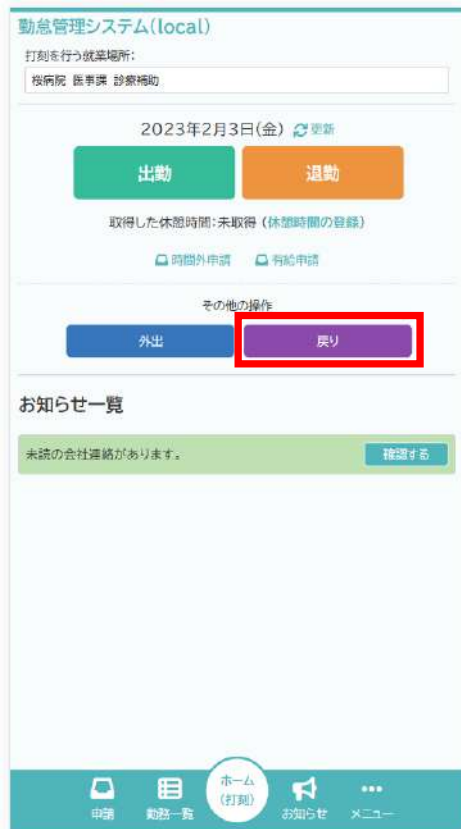 勤怠管理システム(local)
打刻を行う就業場所:
桜病院 医事課 診療補助
2023年2月3日(金) 更新
出勤 退勤
取得した休憩時間:未取得 (休憩時間の登録)
時間外申請 有給申請
その他の操作
外出 戻り
お知らせ一覧
未読の会社連絡があります。 確認する
申請 勤務一覧 ホーム(打刻) お知らせ メニュー